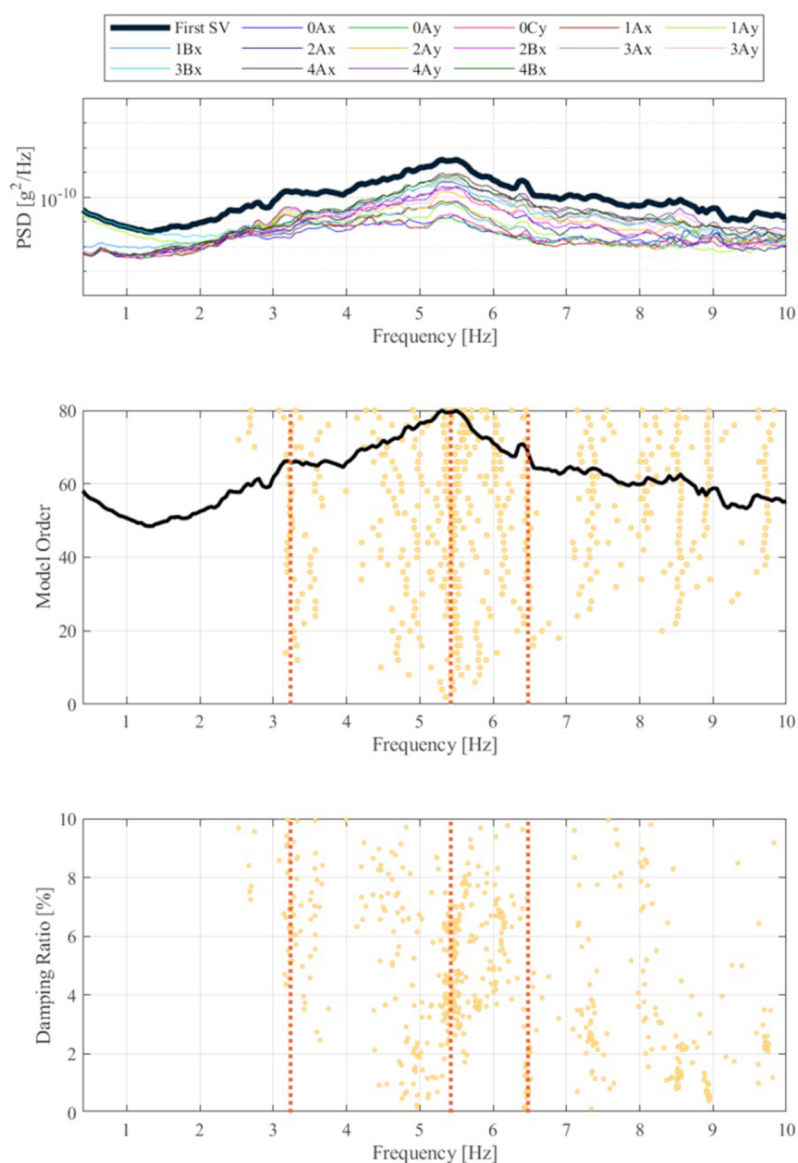 First SV 0Ax 0Ay 0Cy 1Ax 1Ay
1Bx 2Ax 2Ay 2Bx 3Ax 3Ay
3Bx 4Ax 4Ay 4Bx
PSD [g²/Hz]
10⁻¹⁰
1 2 3 4 5 6 7 8 9 10
Frequency [Hz]
Model Order
80
60
40
20
0
1 2 3 4 5 6 7 8 9 10
Frequency [Hz]
Damping Ratio [%]
10
8
6
4
2
0
1 2 3 4 5 6 7 8 9 10
Frequency [Hz]